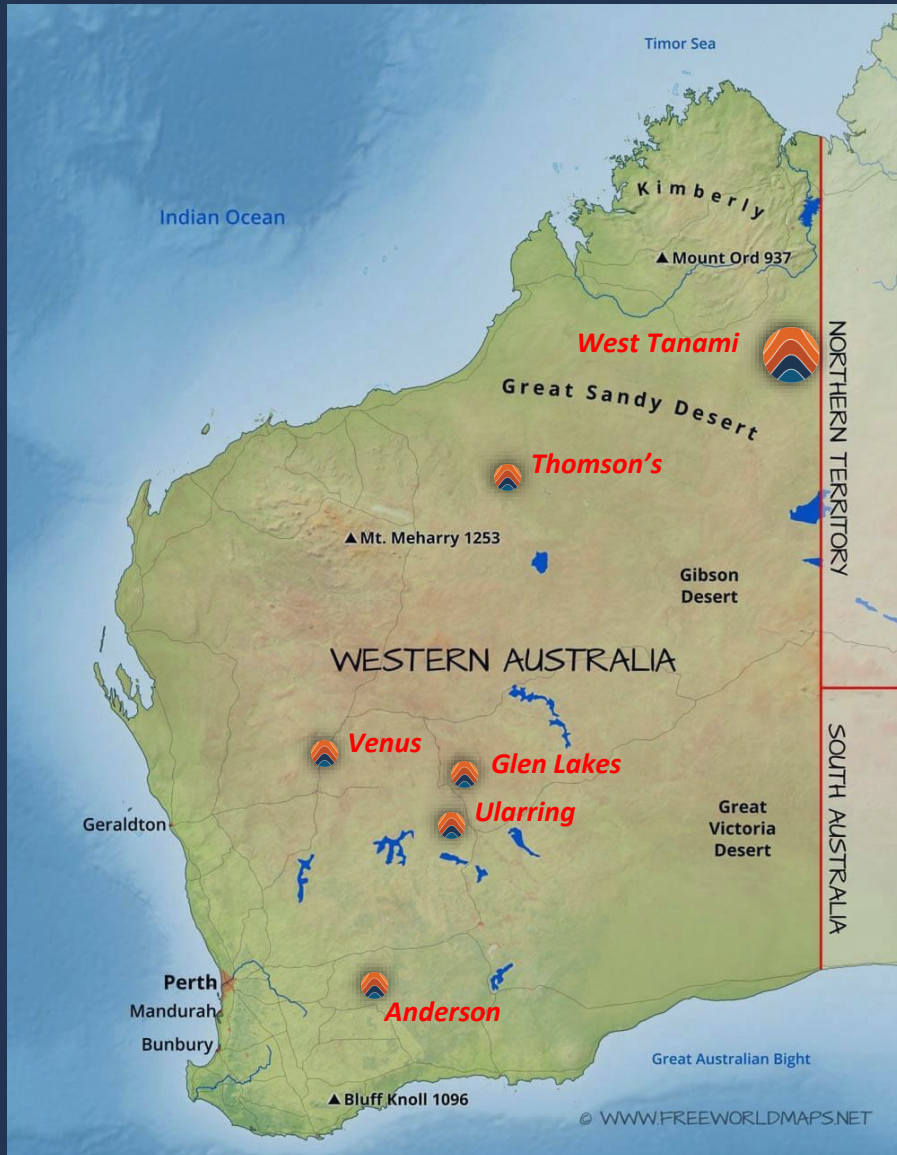 Timor Sea
Kimberly
Indian Ocean
Mount Ord 937
West Tanami
NORTHERN TERRITORY
Great Sandy Desert
Thomson's
Mt. Meharry 1253
Gibson
Desert
WESTERN AUSTRALIA
Venus
Glen Lakes
SOUTH AUSTRALIA
Ularring
Geraldton
Great
Victoria
Desert
Perth
Mandurah
Anderson
Bunbury
Great Australian Bight
Bluff Knoll 1096
© WWW.FREEWORLDMAPS.NET